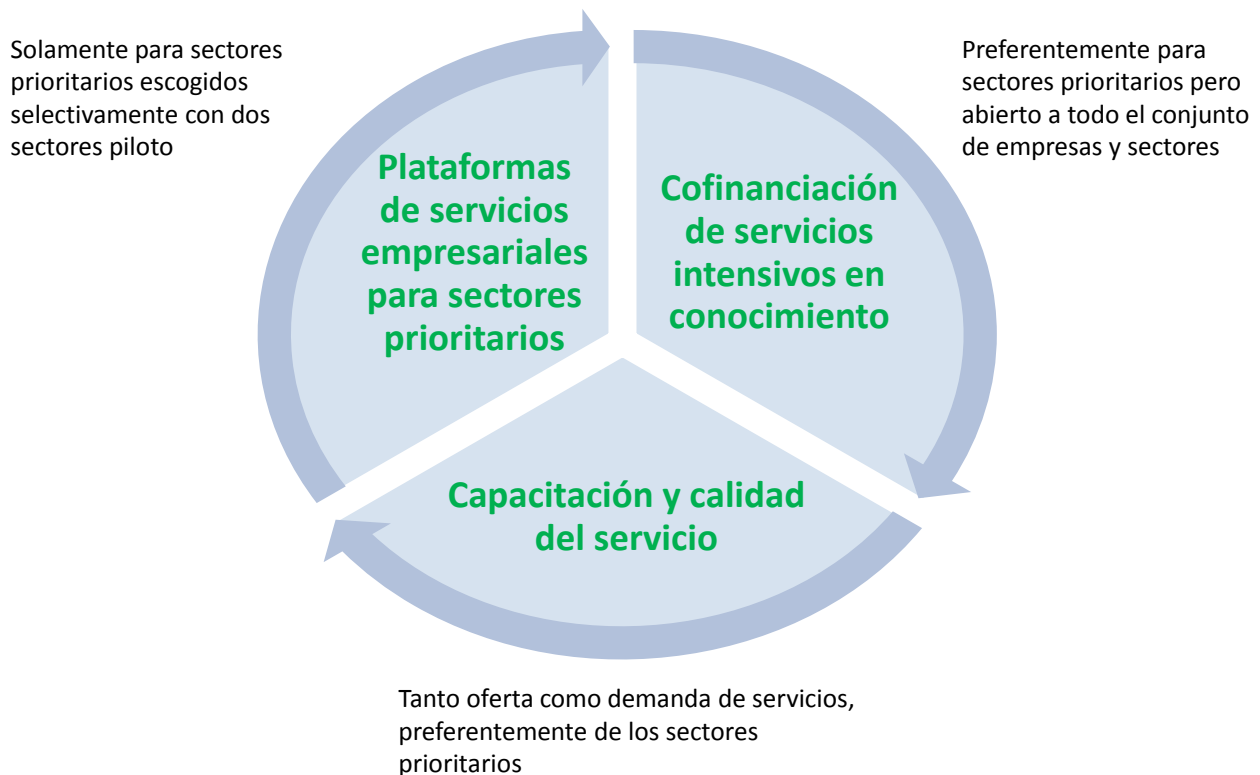 Solamente para sectores
prioritarios escogidos
selectivamente con dos
sectores piloto
Preferentemente para
sectores prioritarios pero
abierto a todo el conjunto
de empresas y sectores
Plataformas
de servicios
empresariales
para sectores
prioritarios
Cofinanciación
de servicios
intensivos en
conocimiento
Capacitación y calidad
del servicio
Tanto oferta como demanda de servicios,
preferentemente de los sectores
prioritarios